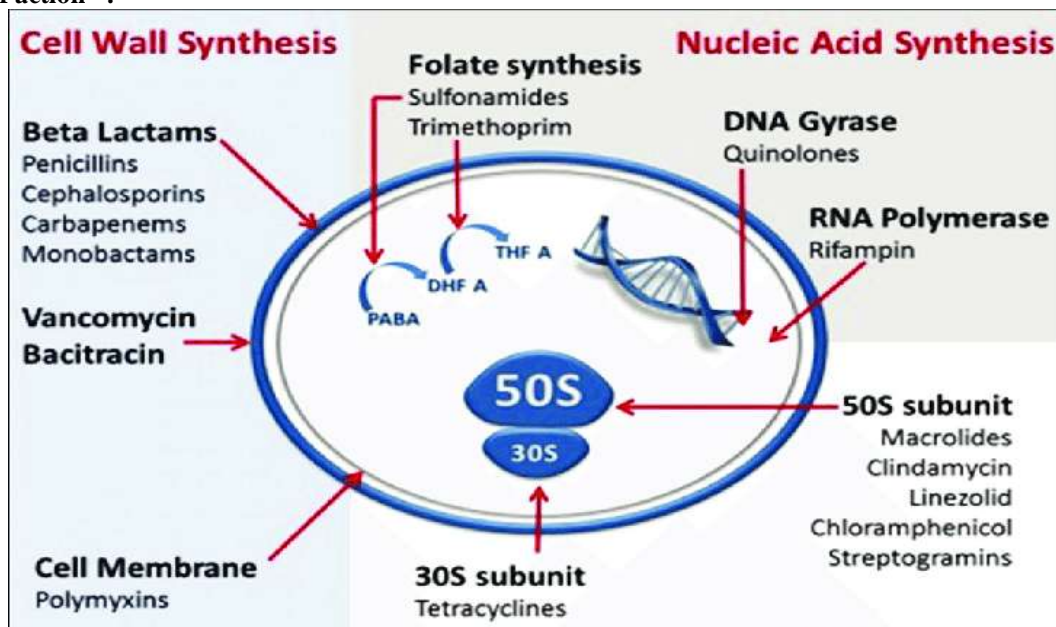 Cell Wall Synthesis
Nucleic Acid Synthesis
Folate synthesis
Sulfonamides
Trimethoprim
Beta Lactams
Penicillins
Cephalosporins
Carbapenems
Monobactams
DNA Gyrase
Quinolones
RNA Polymerase
Rifampin
THF A
DHF A
PABA
Vancomycin
Bacitracin
50S
30S
50S subunit
Macrolides
Clindamycin
Linezolid
Chloramphenicol
Streptogramins
Cell Membrane
Polymyxins
30S subunit
Tetracyclines